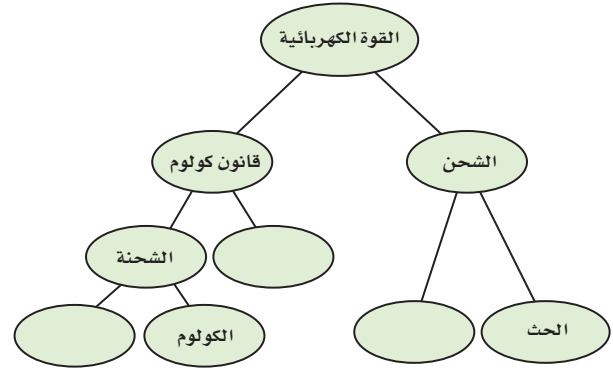 القوة الكهربائية
الشحن
قانون كولوم
الشحنة
الحث
الكولوم